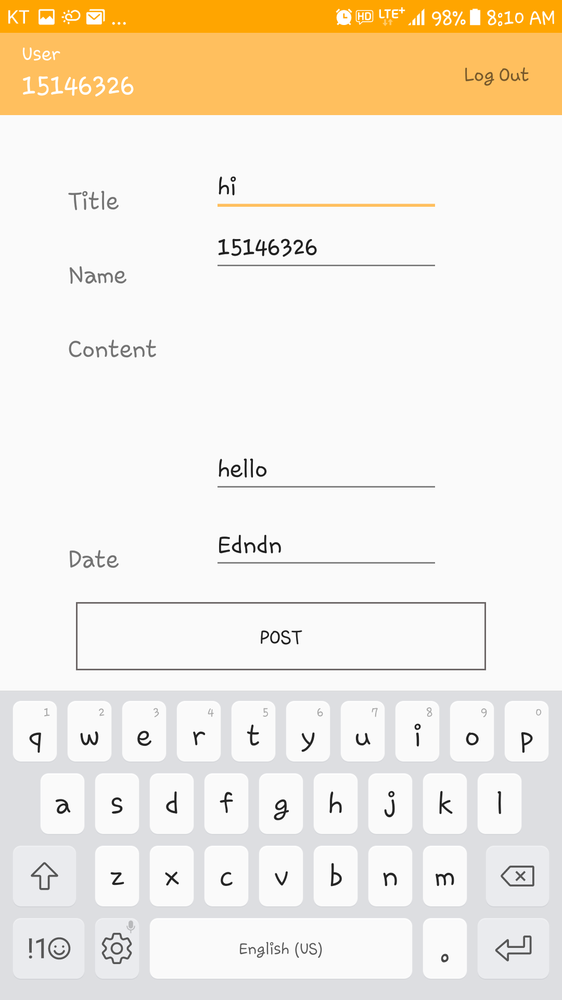 KT ... HD LTE+ 98% 8:10 AM
User
15146326
Log Out
Title hi
Name 15146326
Content
hello
Date Edndn
POST
1 2 3 4 5 6 7 8 9 0
q w e r t y u i o p
a s d f g h j k l
z x c v b n m
!1☺ English (US) .